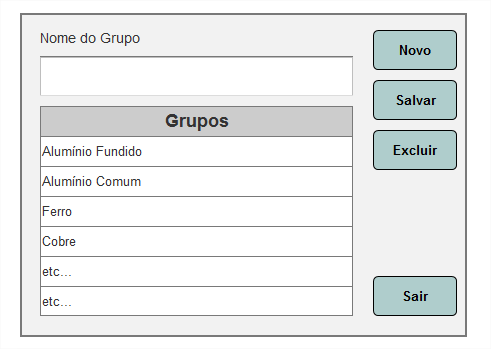 Nome do Grupo
Novo
Salvar
Excluir
Grupos
Alumínio Fundido
Alumínio Comum
Ferro
Cobre
etc...
etc...
Sair